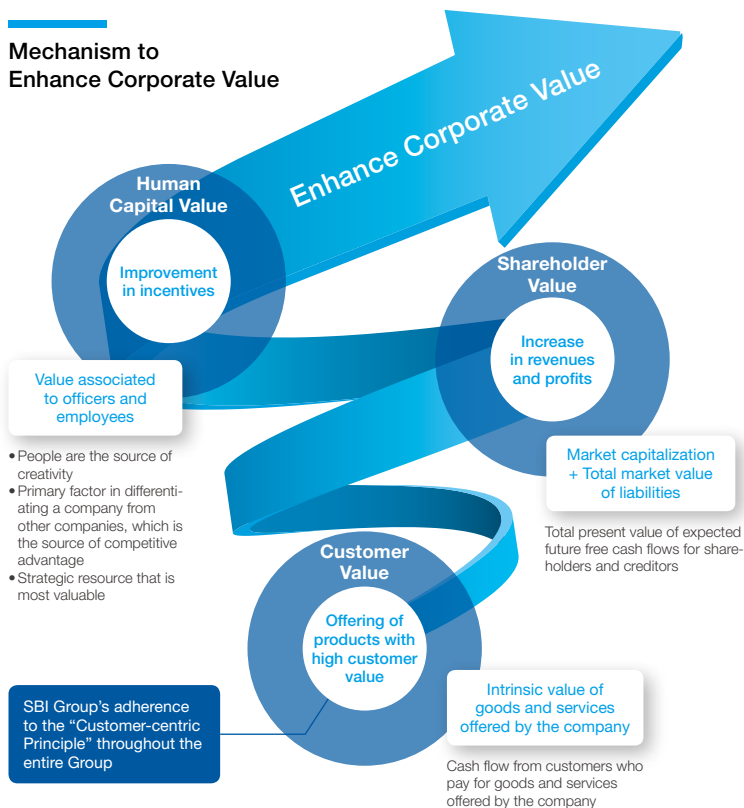 Mechanism to
Enhance Corporate Value
Enhance Corporate Value
Human
Capital Value
Improvement
in incentives
Value associated
to officers and
employees
• People are the source of
creativity
• Primary factor in differenti-
ating a company from
other companies, which is
the source of competitive
advantage
• Strategic resource that is
most valuable
Shareholder
Value
Increase
in revenues
and profits
Market capitalization
+ Total market value
of liabilities
Total present value of expected
future free cash flows for share-
holders and creditors
Customer
Value
Offering of
products with
high customer
value
SBI Group's adherence
to the “Customer-centric
Principle” throughout the
entire Group
Intrinsic value of
goods and services
offered by the company
Cash flow from customers who
pay for goods and services
offered by the company